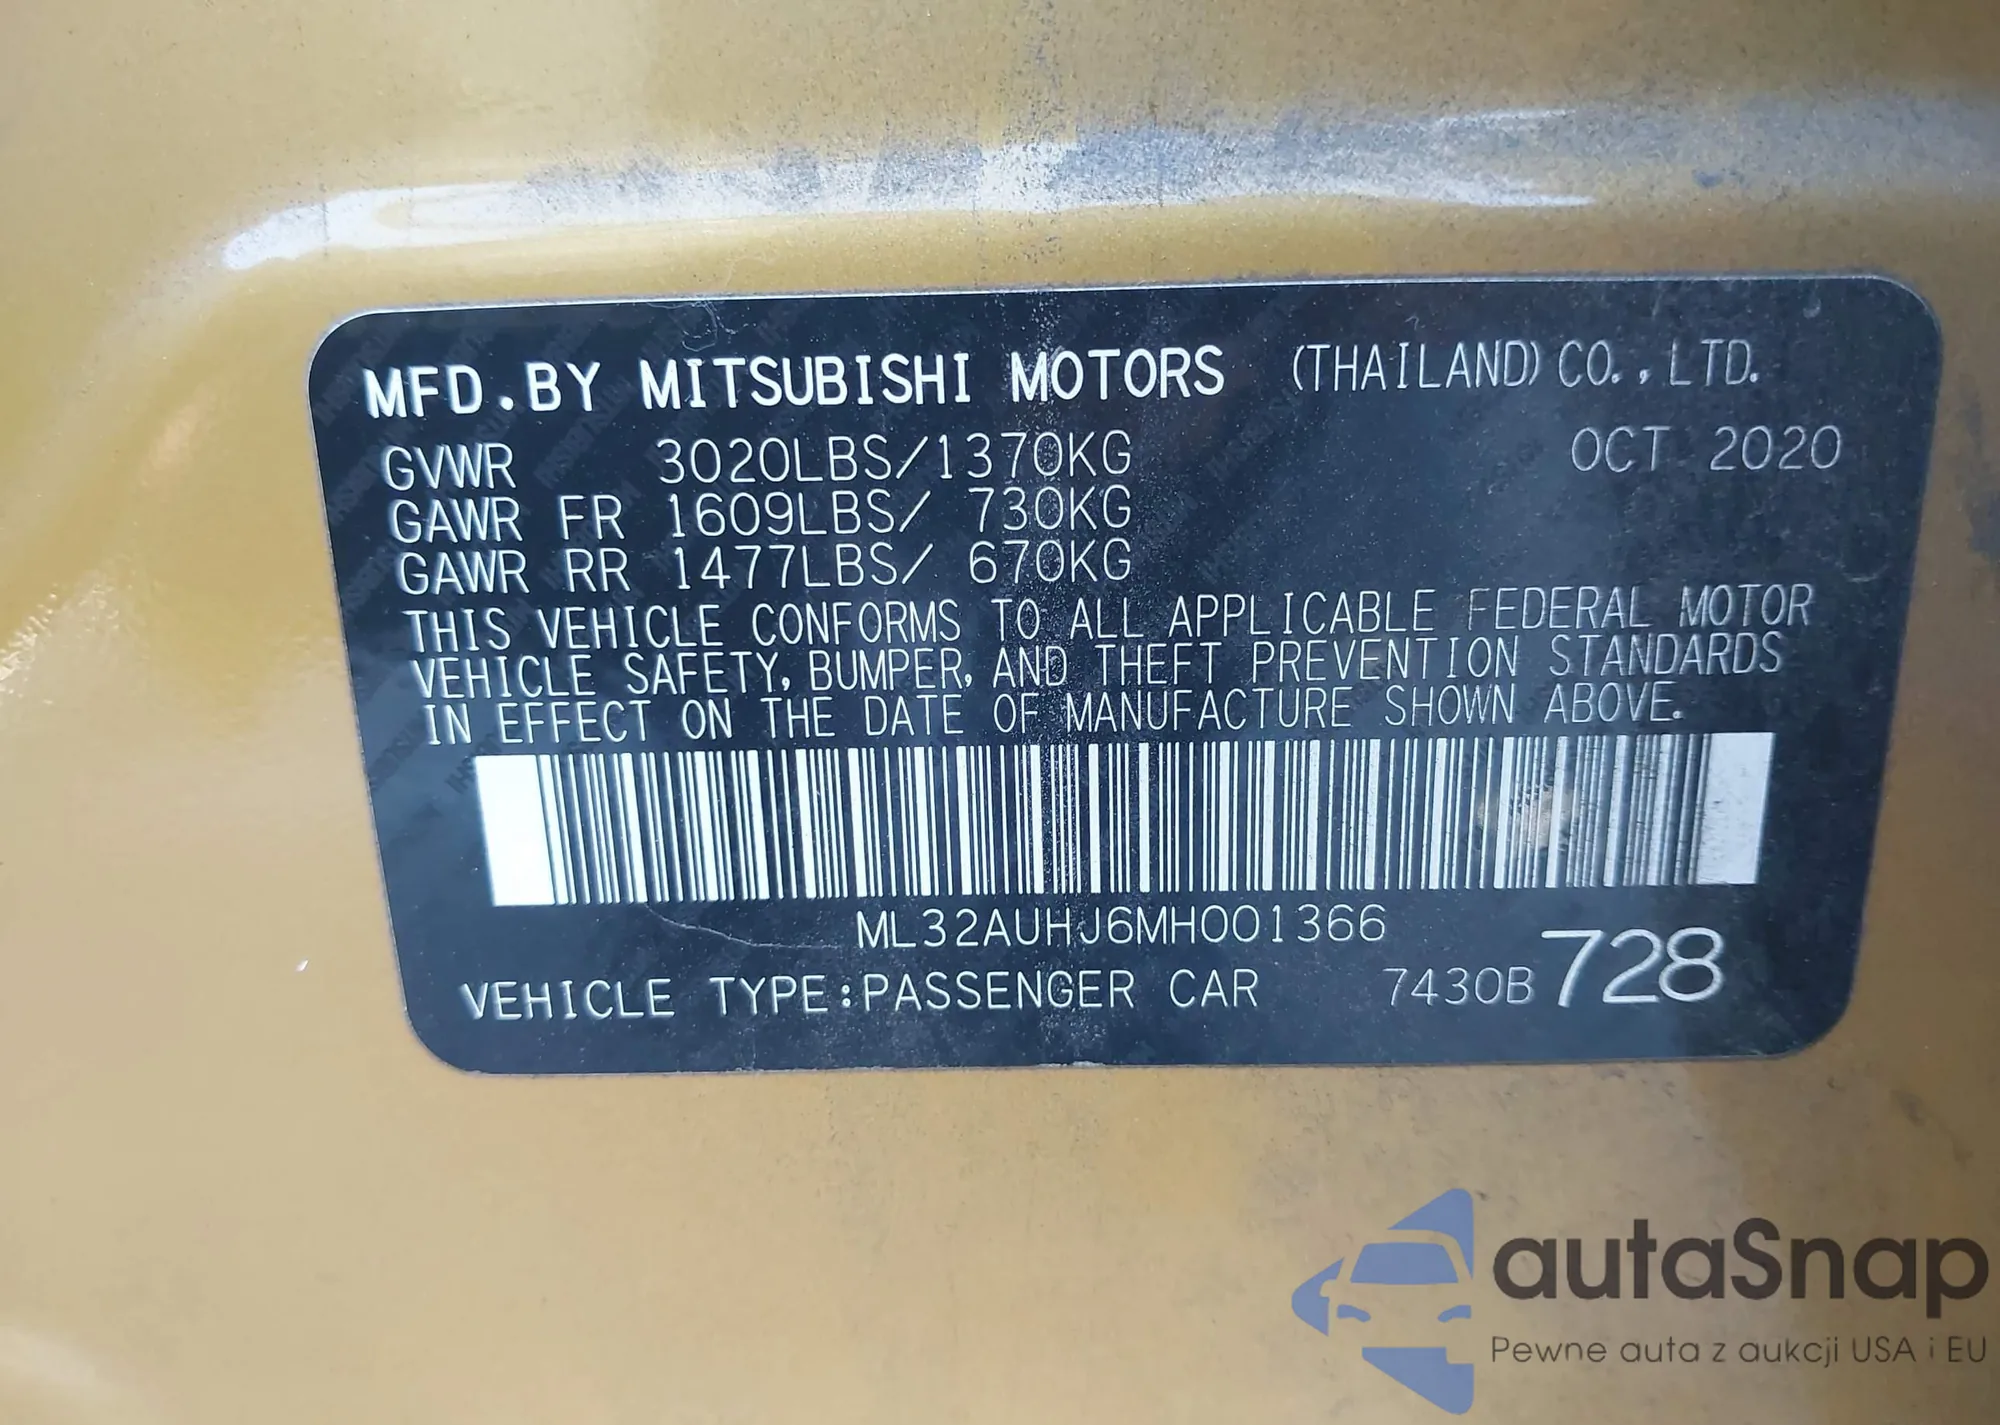 MFD.BY MITSUBISHI MOTORS (THAILAND) CO.,LTD.
GVWR 3020LBS/1370KG OCT 2020
GAWR FR 1609LBS/ 730KG
GAWR RR 1477LBS/ 670KG
THIS VEHICLE CONFORMS TO ALL APPLICABLE FEDERAL MOTOR
VEHICLE SAFETY, BUMPER, AND THEFT PREVENTION STANDARDS
IN EFFECT ON THE DATE OF MANUFACTURE SHOWN ABOVE.
ML32AUHJ6MH001366
VEHICLE TYPE:PASSENGER CAR 7430B 728
autaSnap
Pewne auta z aukcji USA i EU